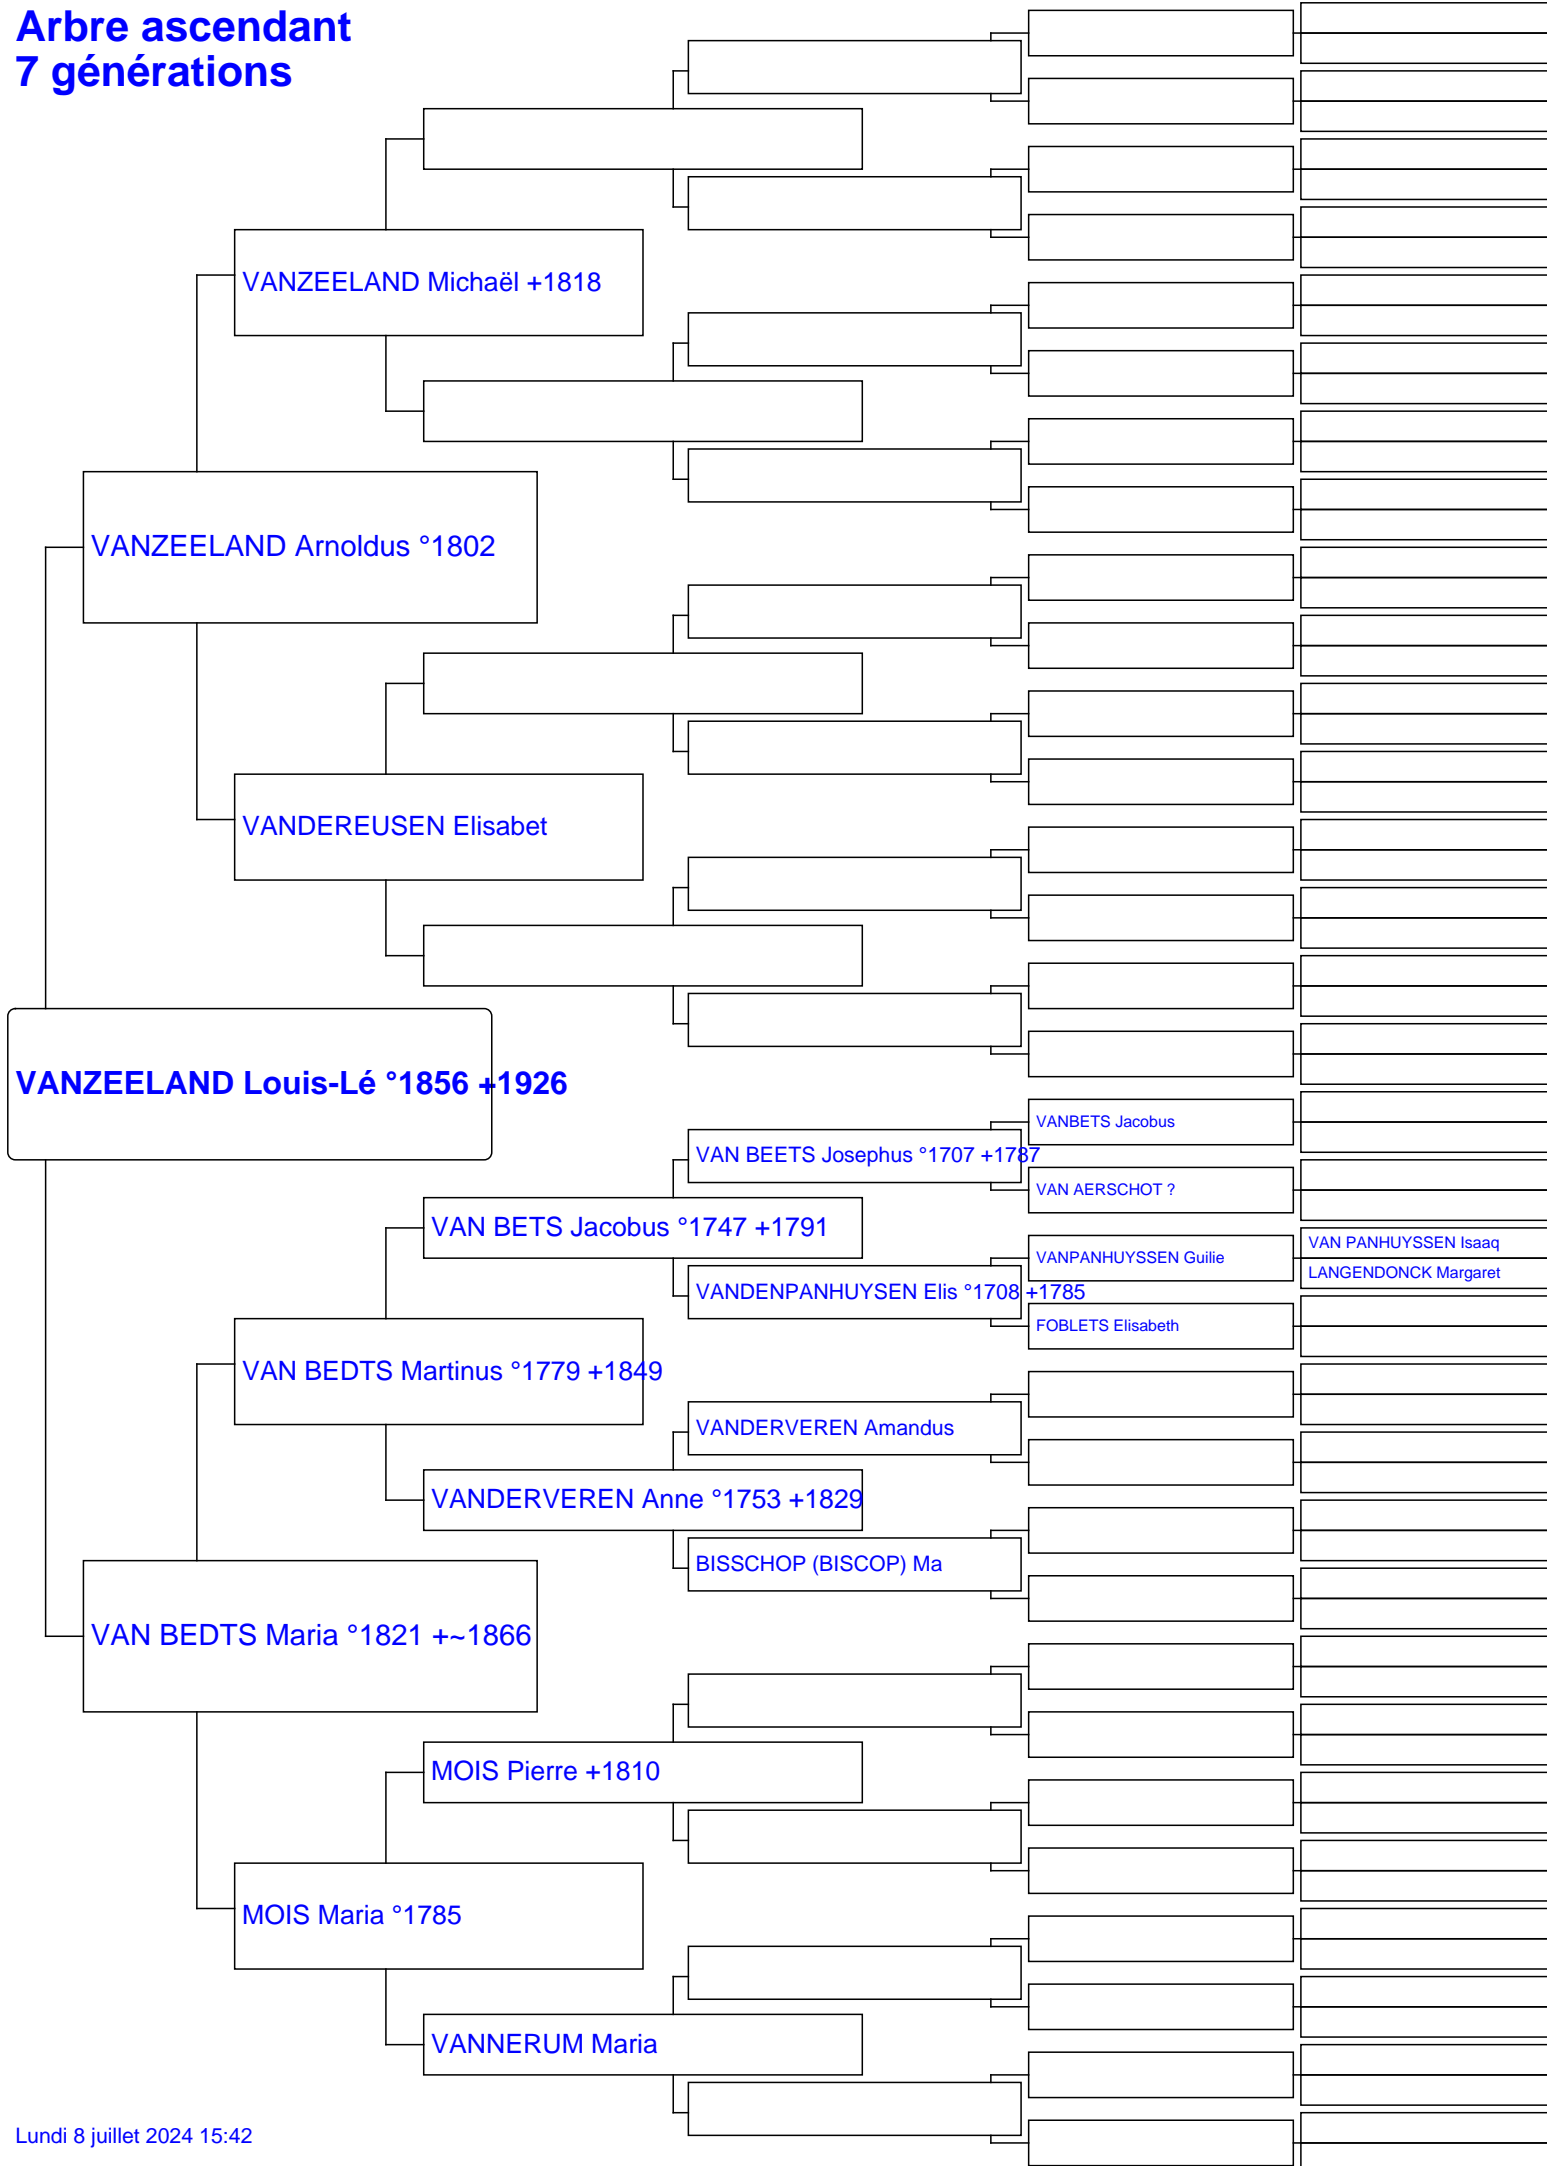 Arbre ascendant
7 générations
VANZEELAND Michaël +1818
VANZEELAND Arnoldus °1802
VANDEREUSEN Elisabet
VANZEELAND Louis-Lé °1856 +1926
VANBETS Jacobus
VAN BEETS Josephus °1707 +1787
VAN AERSCHOT ?
VAN BETS Jacobus °1747 +1791
VAN PANHUYSSEN Isaaq
VANPANHUYSSEN Guilie
LANGENDONCK Margaret
VANDENPANHUYSEN Elis °1708 +1785
FOBLETS Elisabeth
VAN BEDTS Martinus °1779 +1849
VANDERVEREN Amandus
VANDERVEREN Anne °1753 +1829
BISSCHOP (BISCOP) Ma
VAN BEDTS Maria °1821 +~1866
MOIS Pierre +1810
MOIS Maria °1785
VANNERUM Maria
Lundi 8 juillet 2024 15:42